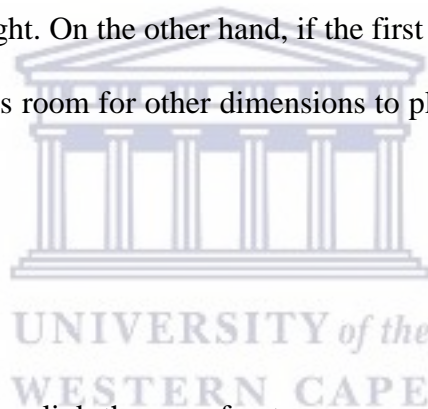 ght. On the other hand, if the first
s room for other dimensions to pl
UNIVERSITY of the
WESTERN CAPE